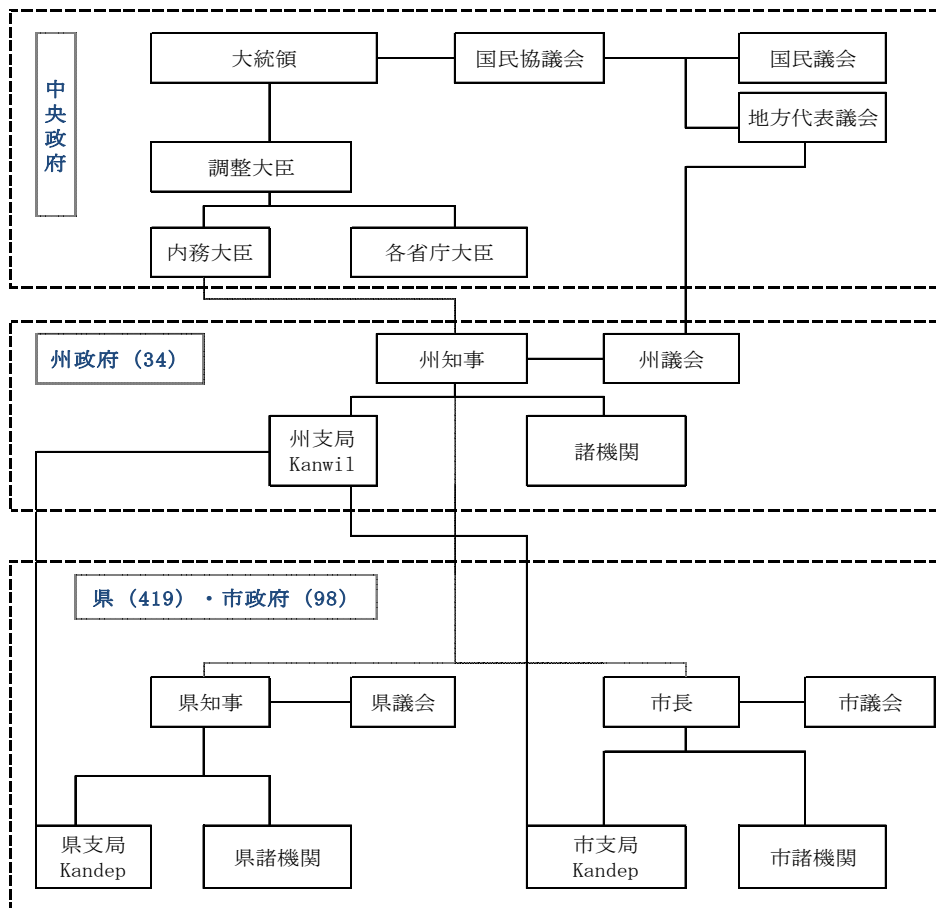 中央政府
大統領
国民協議会
国民議会
地方代表議会
調整大臣
内務大臣
各省庁大臣
州政府 (34)
州知事
州議会
州支局
Kanwil
諸機関
県 (419) ・市政府 (98)
県知事
県議会
市長
市議会
県支局
Kandep
県諸機関
市支局
Kandep
市諸機関